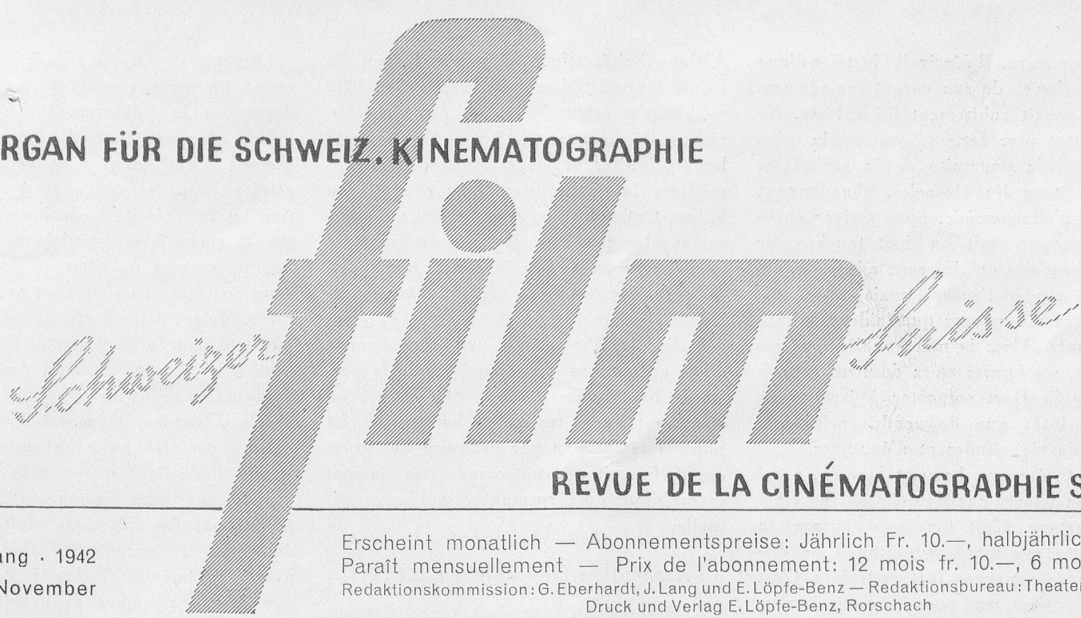 RGAN FÜR DIE SCHWEIZ. KINEMATOGRAPHIE
Schweizer film Suisse
REVUE DE LA CINÉMATOGRAPHIE S
ang · 1942
November
Erscheint monatlich — Abonnementspreise: Jährlich Fr. 10.—, halbjährlic
Paraît mensuellement — Prix de l'abonnement: 12 mois fr. 10.—, 6 mo
Redaktionskommission: G. Eberhardt, J. Lang und E. Löpfe-Benz — Redaktionsbureau: Theater
Druck und Verlag E. Löpfe-Benz, Rorschach